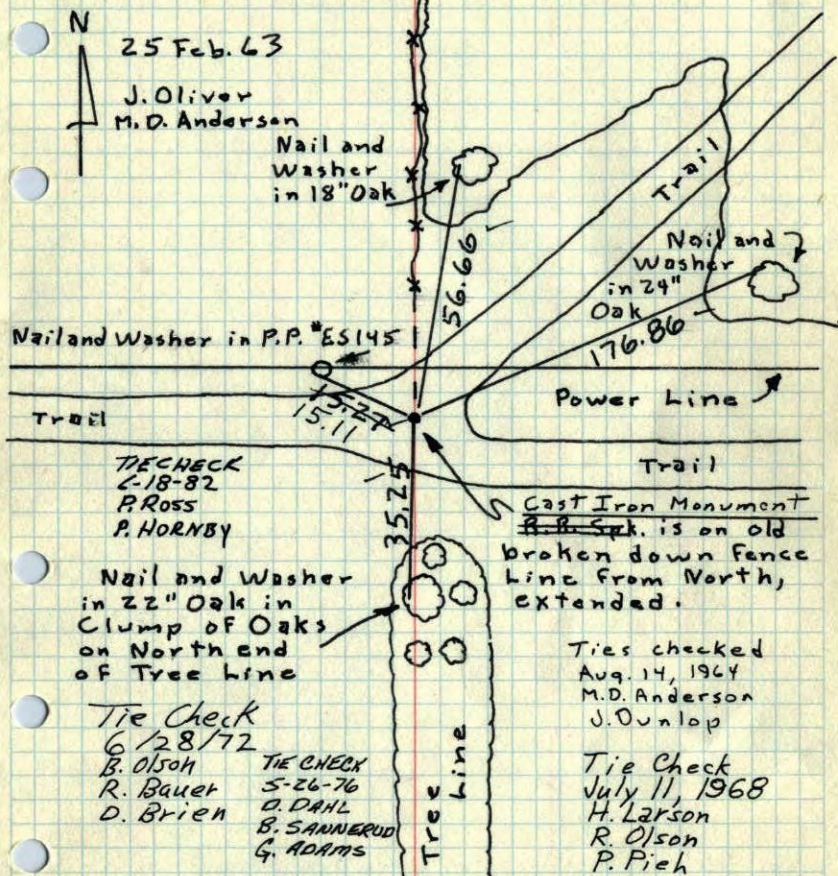 N
25 Feb. 63
J. Oliver
M.D. Anderson
Nail and
Washer
in 18" Oak
Trail
56.66
Nail and
Washer
in 24"
Oak
176.86
Nail and Washer in P.P. #ES145
15.27
15.11
Trail
Power Line
Trail
TIE CHECK
6-18-82
P. ROSS
P. HORNBY
35.25
Cast Iron Monument
R.R. Spk. is on old
broken down fence
Line from North,
extended.
Nail and Washer
in 22" Oak in
Clump of Oaks
on North end
of Tree Line
Ties checked
Aug. 14, 1964
M.D. Anderson
J. Dunlop
Tie Check
6/28/72
B. Olson
R. Bauer
D. Brien
TIE CHECK
5-26-76
D. DAHL
B. SANNERUD
G. ADAMS
Tree Line
Tie Check
July 11, 1968
H. Larson
R. Olson
P. Pieh